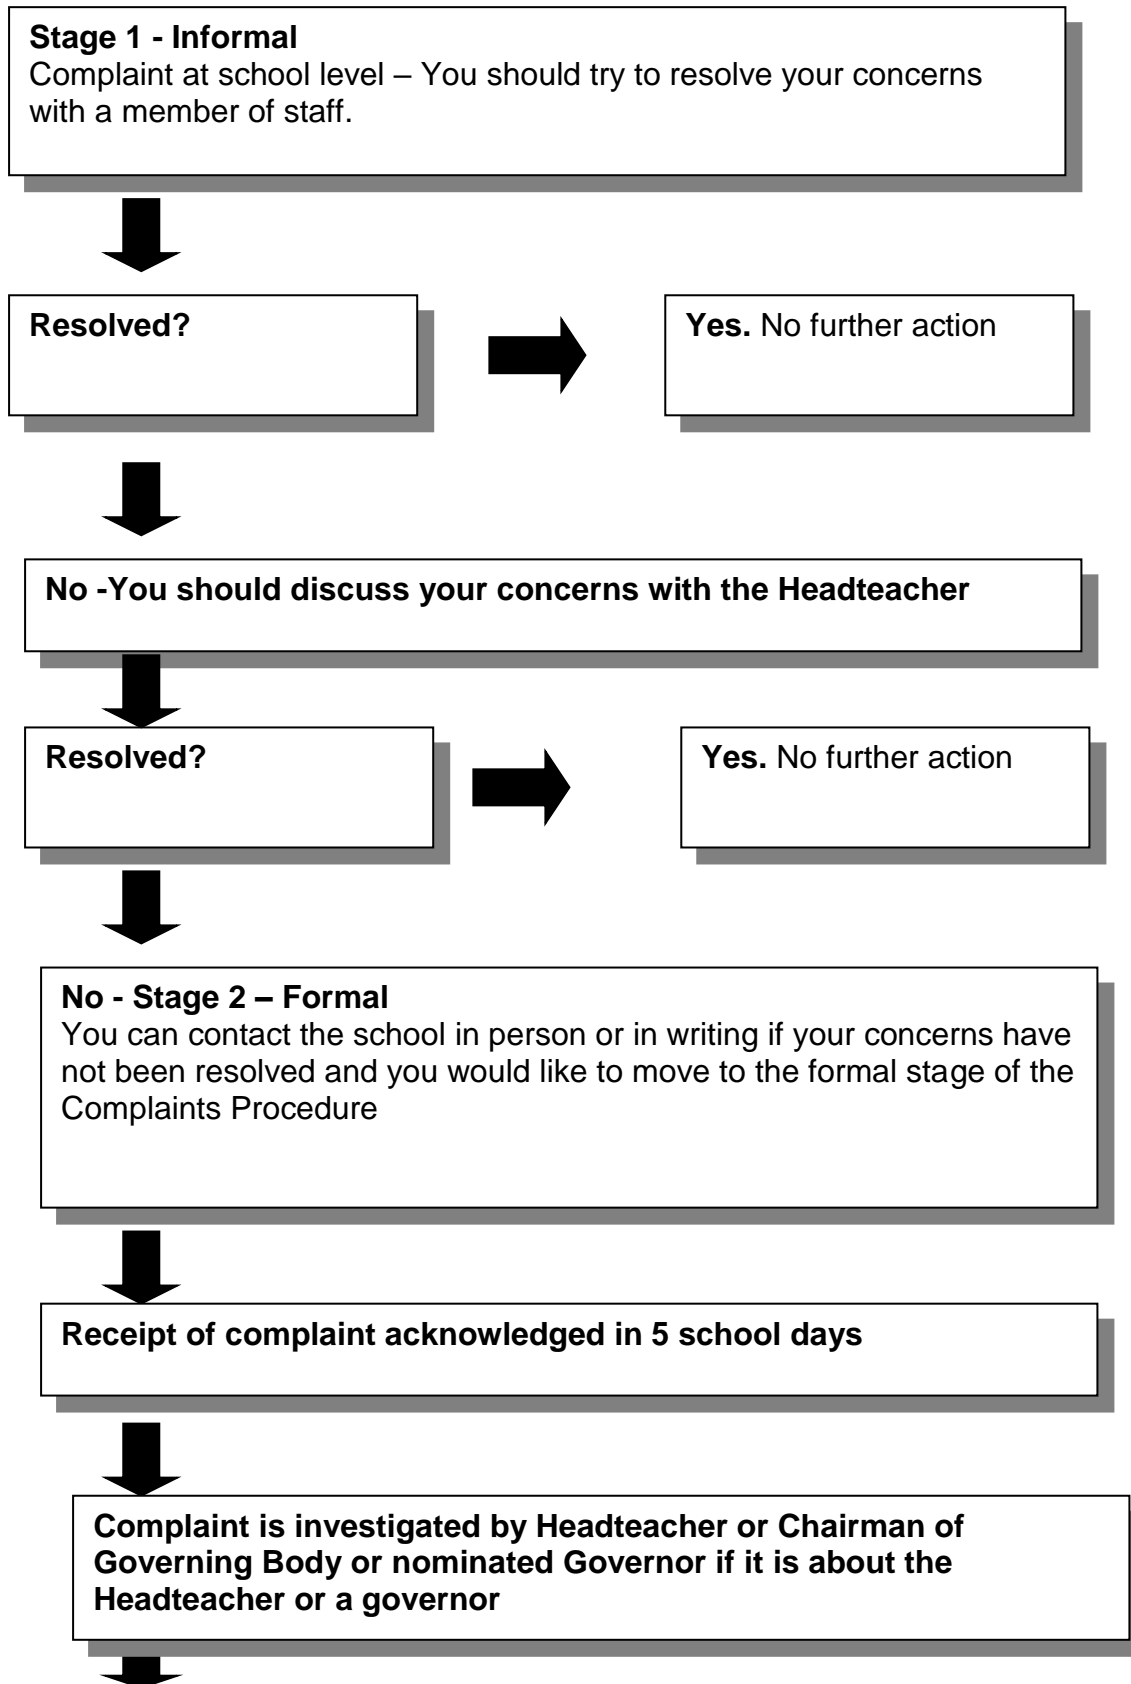 Stage 1 - Informal
Complaint at school level – You should try to resolve your concerns
with a member of staff.
Resolved?
Yes. No further action
No -You should discuss your concerns with the Headteacher
Resolved?
Yes. No further action
No - Stage 2 – Formal
You can contact the school in person or in writing if your concerns have
not been resolved and you would like to move to the formal stage of the
Complaints Procedure
Receipt of complaint acknowledged in 5 school days
Complaint is investigated by Headteacher or Chairman of
Governing Body or nominated Governor if it is about the
Headteacher or a governor